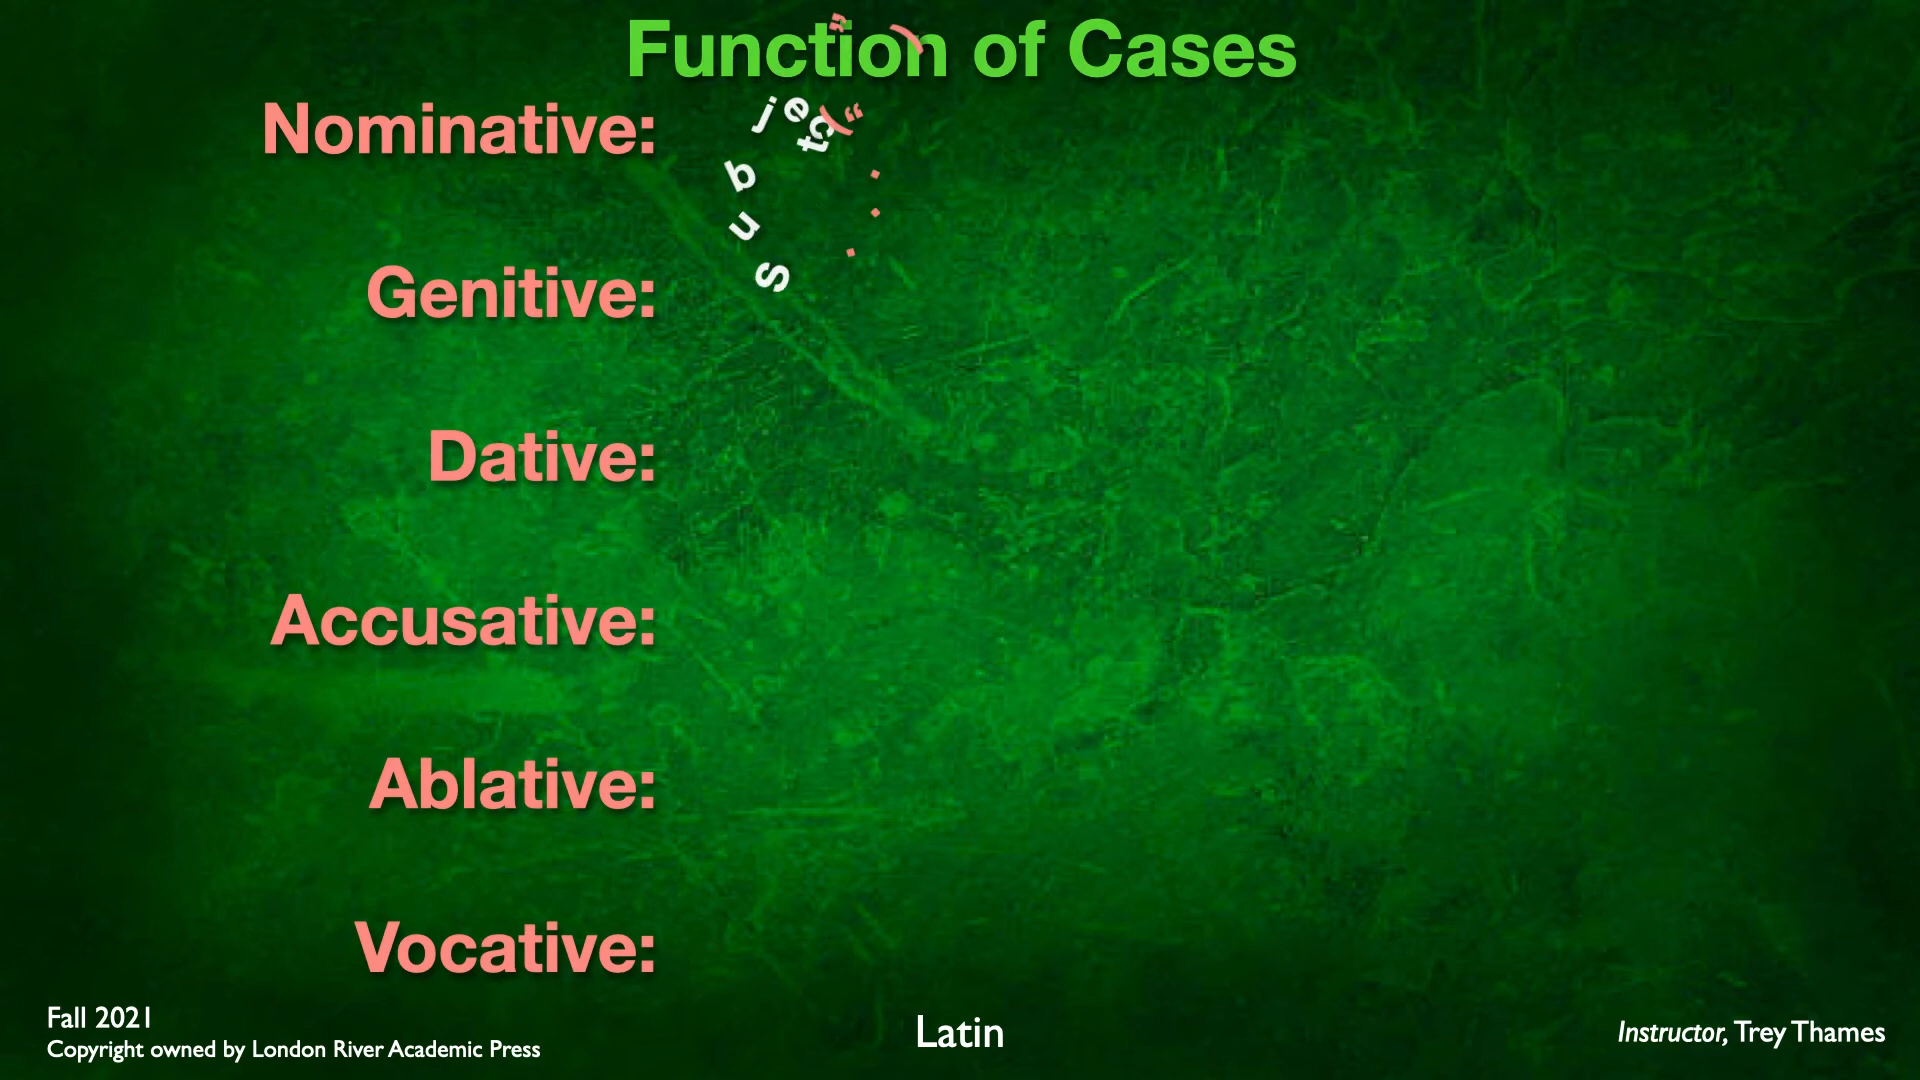 Function of Cases
Nominative: Subject (“...”)
Genitive:
Dative:
Accusative:
Ablative:
Vocative:
Fall 2021
Copyright owned by London River Academic Press
Latin
Instructor, Trey Thames